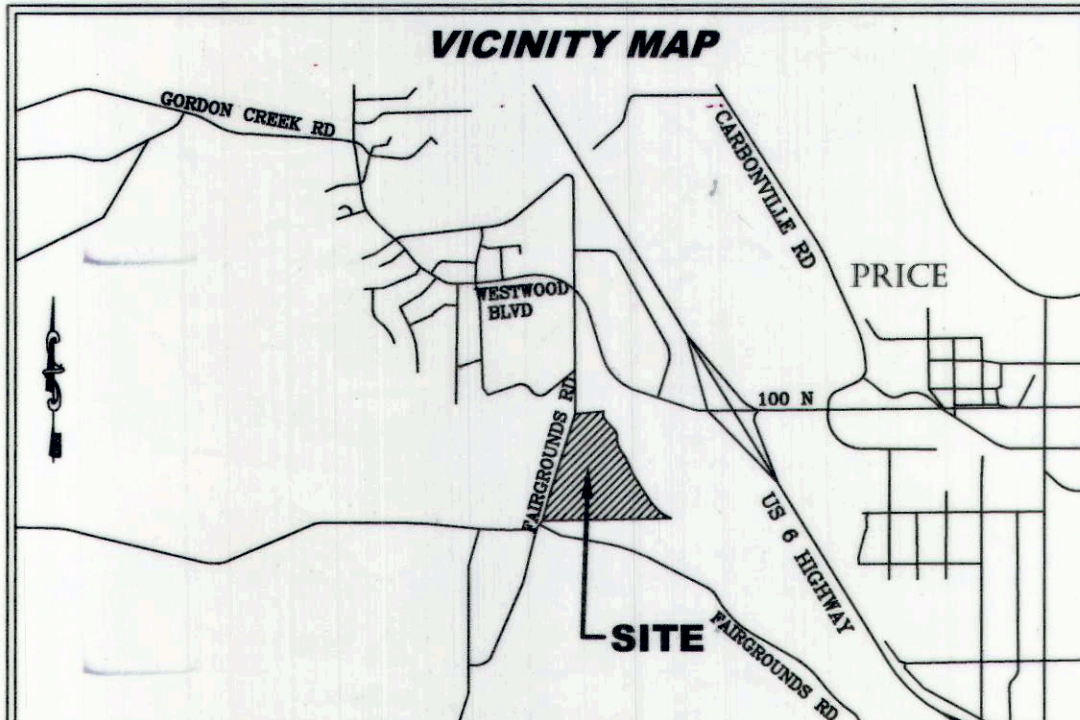 VICINITY MAP
GORDON CREEK RD
CARBONVILLE RD
PRICE
WESTWOOD
BLVD
100 N
FAIRGROUNDS RD
US 6 HIGHWAY
SITE
FAIRGROUNDS RD